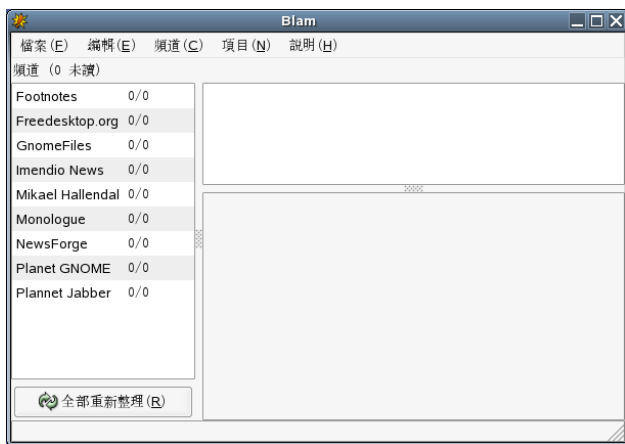 Blam
檔案(F) 編輯(E) 頻道(C) 項目(N) 説明(H)
頻道 (0 未讀)
Footnotes 0/0
Freedesktop.org 0/0
GnomeFiles 0/0
Imendio News 0/0
Mikael Hallendal 0/0
Monologue 0/0
NewsForge 0/0
Planet GNOME 0/0
Plannet Jabber 0/0
全部重新整理(R)